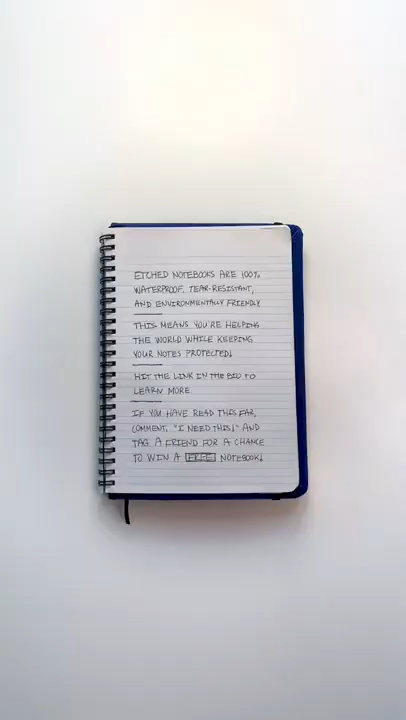 ETCHED NOTEBOOKS ARE 100%
WATERPROOF, TEAR-RESISTANT,
AND ENVIRONMENTALLY FRIENDLY
THIS MEANS YOU'RE HELPING
THE WORLD WHILE KEEPING
YOUR NOTES PROTECTED!
HIT THE LINK IN THE BIO TO
LEARN MORE.
IF YOU HAVE READ THIS FAR,
COMMENT, "I NEED THIS!" AND
TAG A FRIEND FOR A CHANCE
TO WIN A FREE NOTEBOOK!